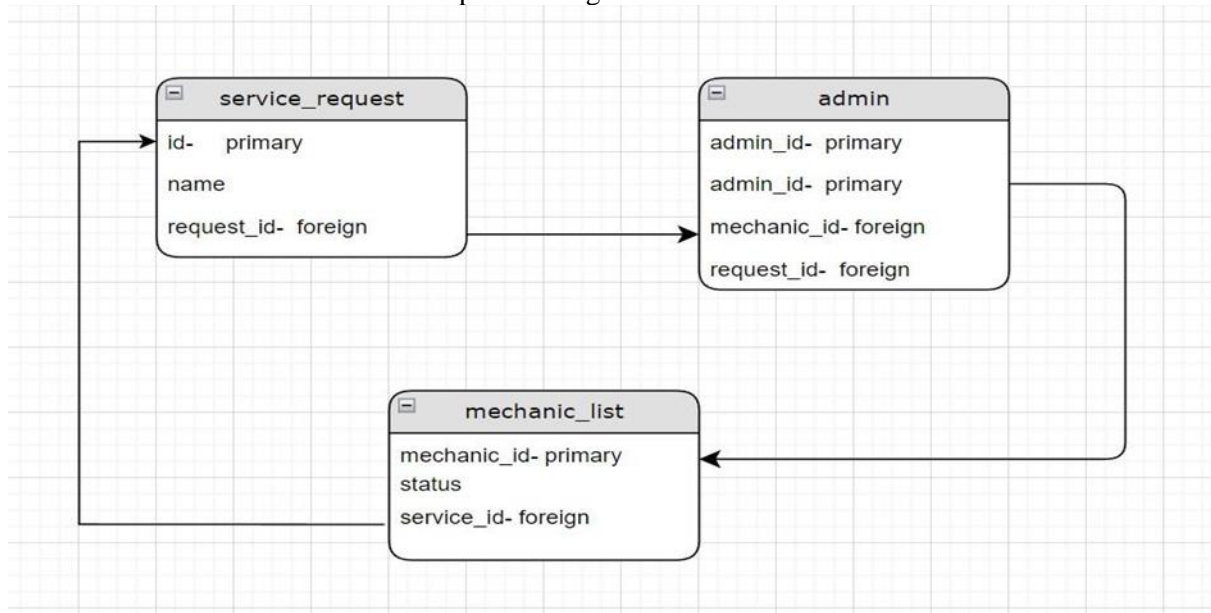 service_request
id- primary
name
request_id- foreign
admin
admin_id- primary
admin_id- primary
mechanic_id- foreign
request_id- foreign
mechanic_list
mechanic_id- primary
status
service_id- foreign